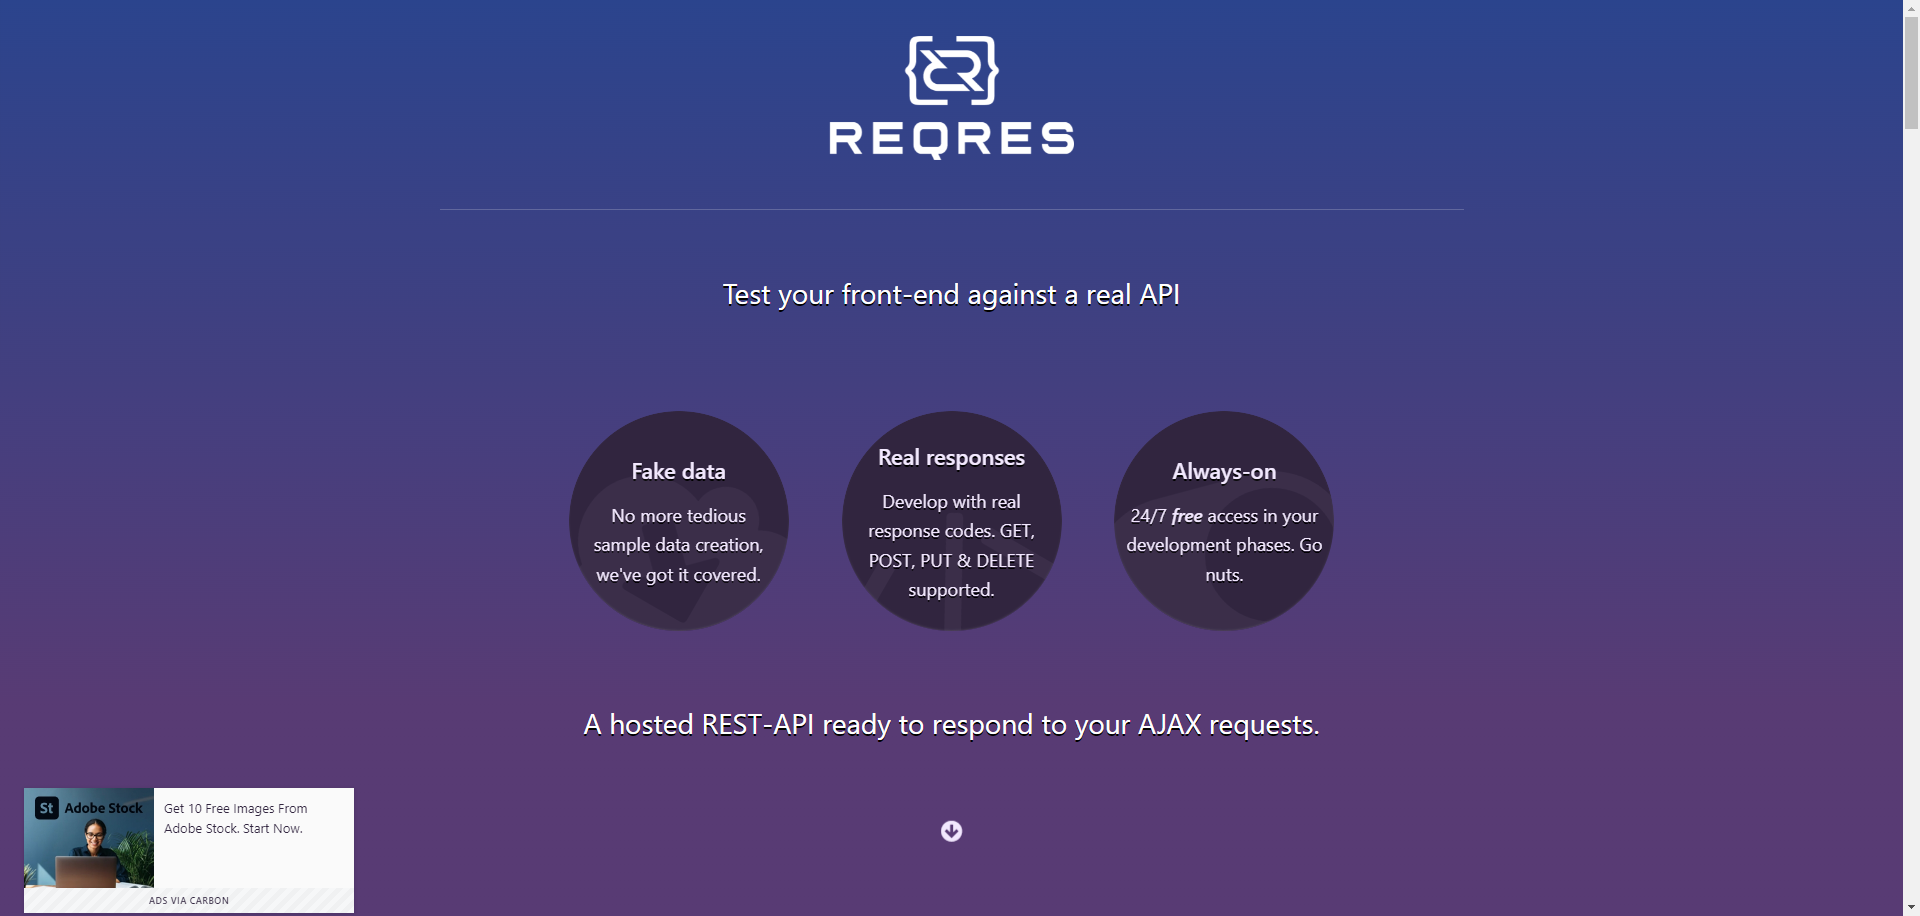 REQRES
Test your front-end against a real API
Fake data
No more tedious
sample data creation,
we've got it covered.
Real responses
Develop with real
response codes. GET,
POST, PUT & DELETE
supported.
Always-on
24/7 free access in your
development phases. Go
nuts.
A hosted REST-API ready to respond to your AJAX requests.
St Adobe Stock
Get 10 Free Images From
Adobe Stock. Start Now.
ADS VIA CARBON